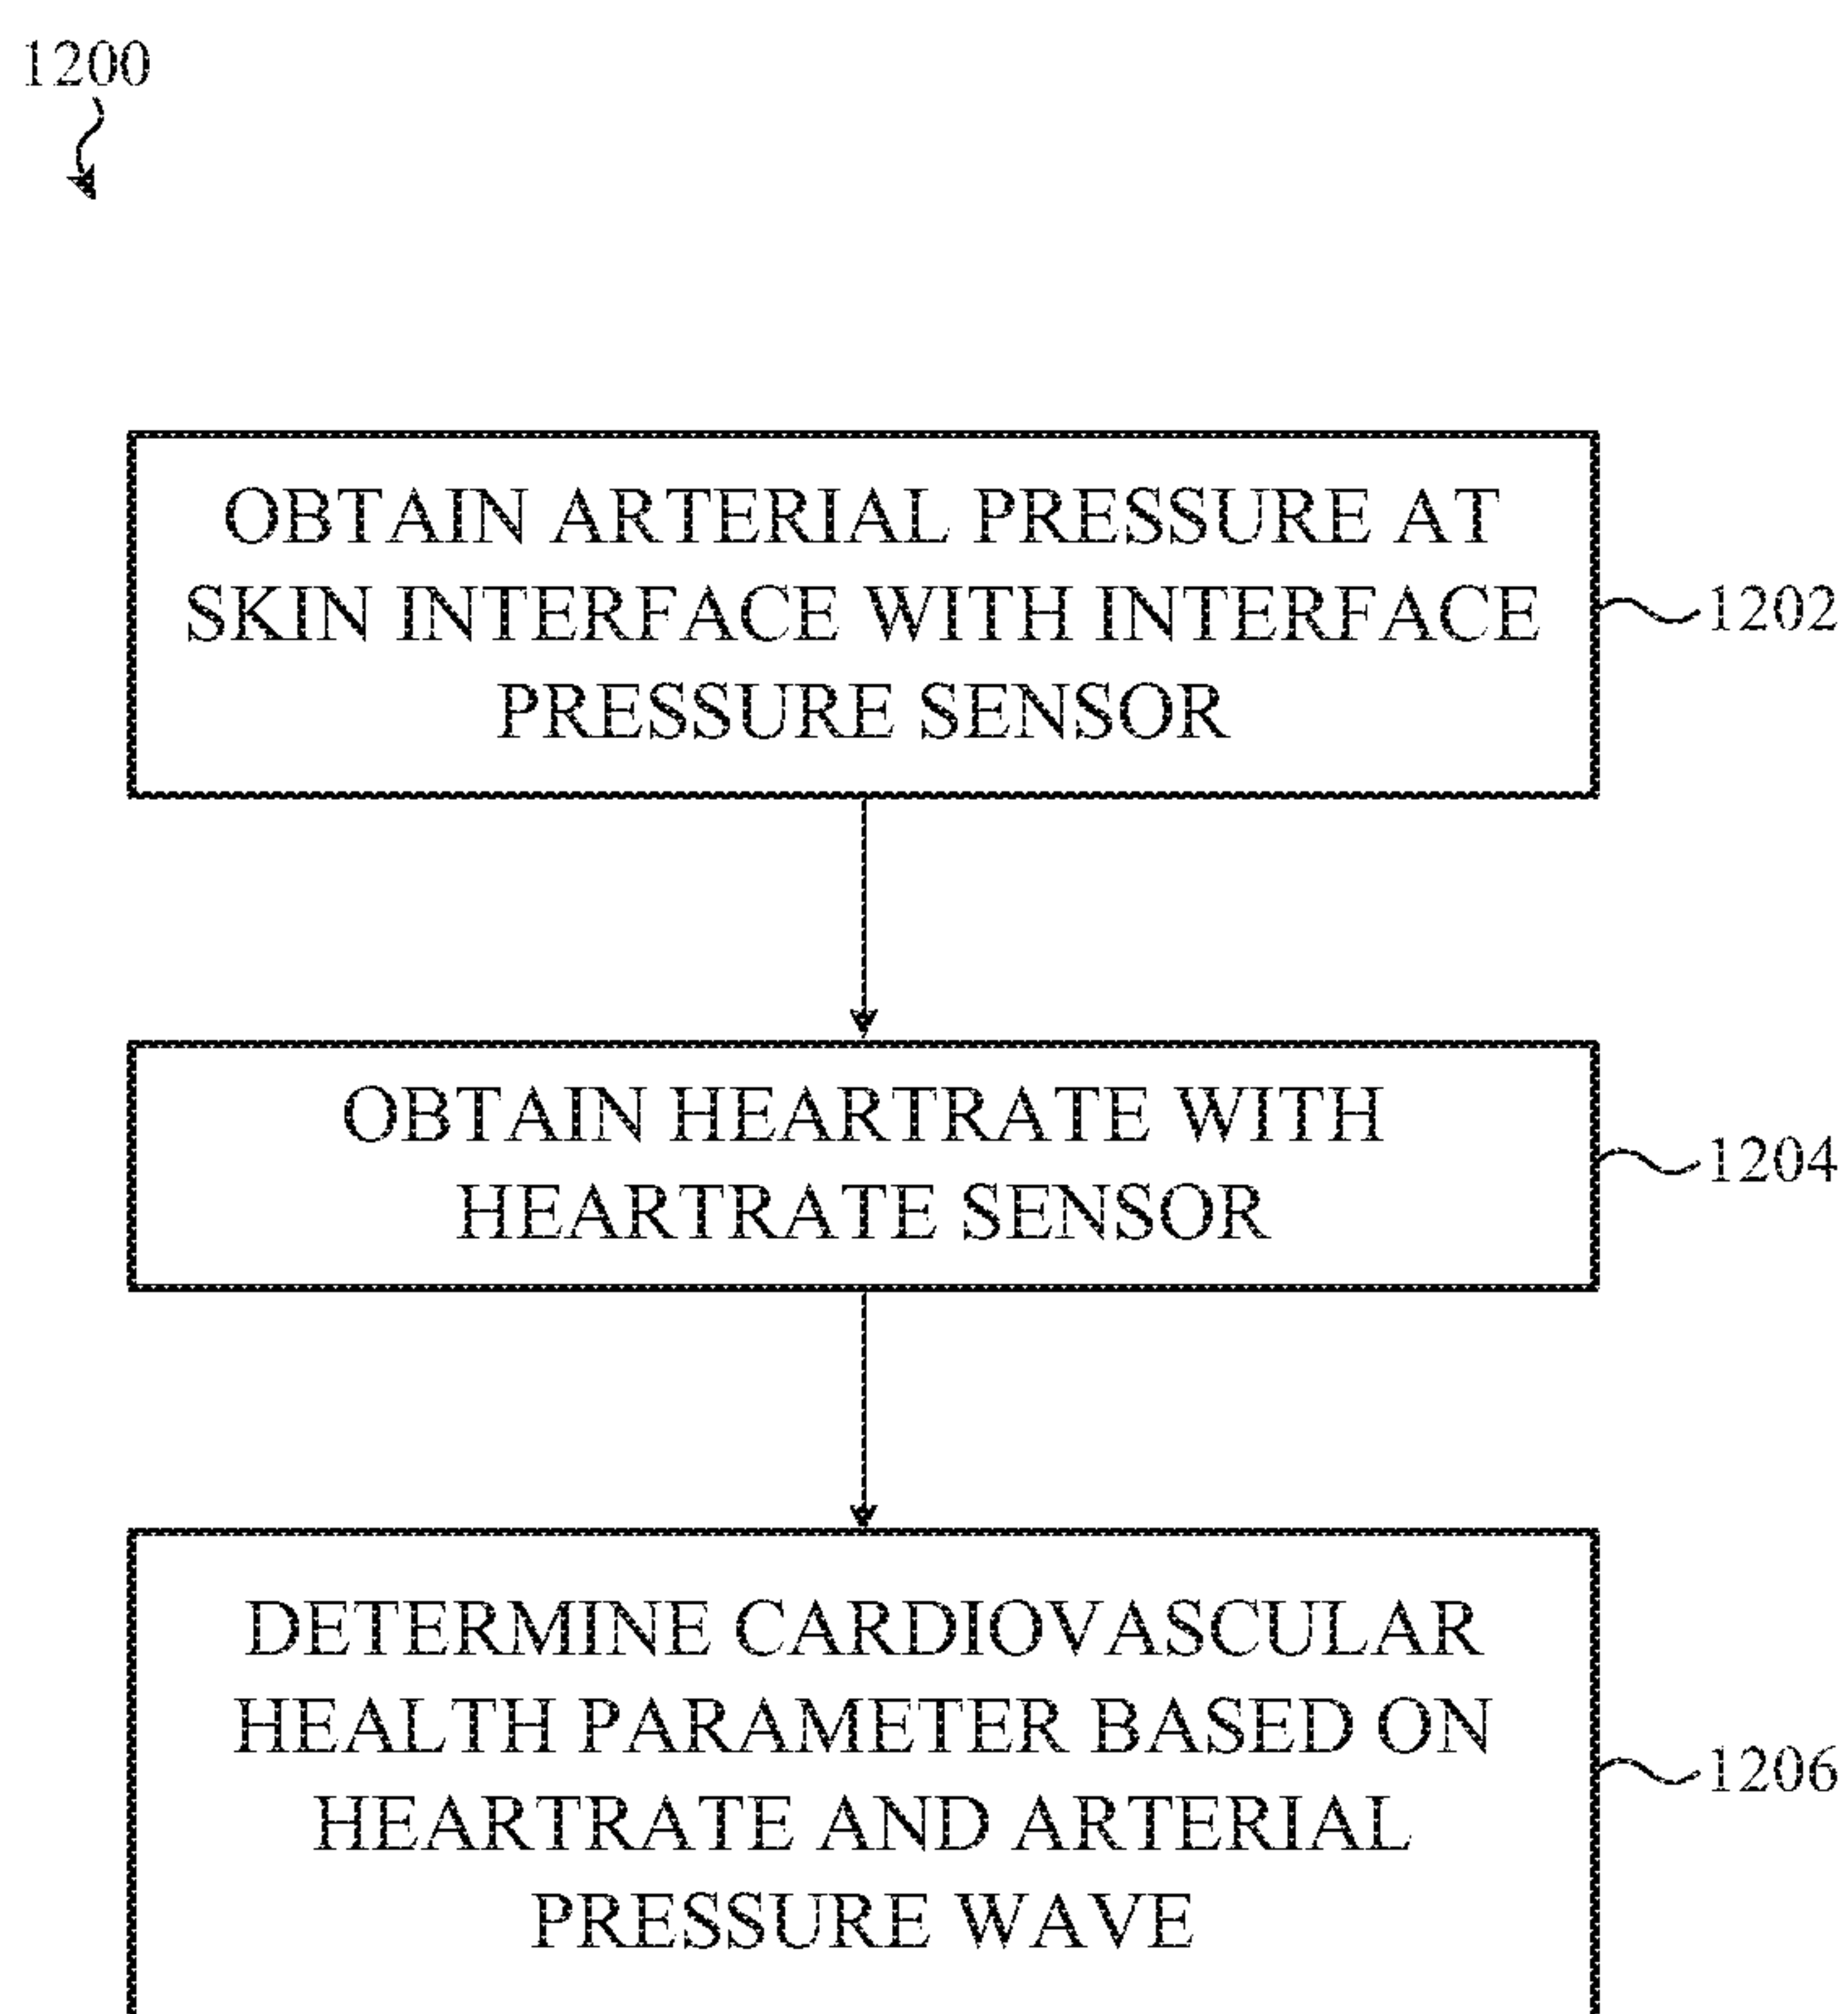 1200
OBTAIN ARTERIAL PRESSURE AT
SKIN INTERFACE WITH INTERFACE
PRESSURE SENSOR
1202
OBTAIN HEARTRATE WITH
HEARTRATE SENSOR
1204
DETERMINE CARDIOVASCULAR
HEALTH PARAMETER BASED ON
HEARTRATE AND ARTERIAL
PRESSURE WAVE
1206